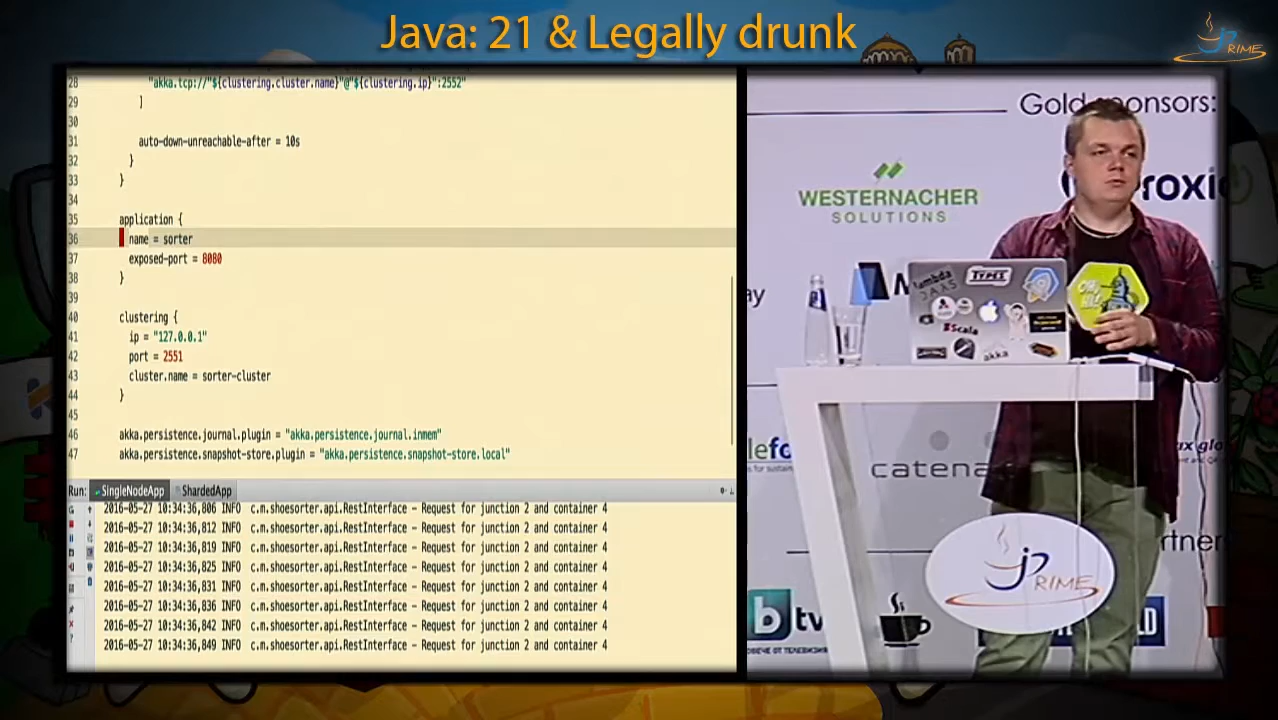 Java: 21 & Legally drunk
JPRIME
28 "akka.tcp://"${clustering.cluster.name}"@"${clustering.ip}":2552"
29 ]
30
31 auto-down-unreachable-after = 10s
32 }
33 }
34
35 application {
36 name = sorter
37 exposed-port = 8080
38 }
39
40 clustering {
41 ip = "127.0.0.1"
42 port = 2551
43 cluster.name = sorter-cluster
44 }
45
46 akka.persistence.journal.plugin = "akka.persistence.journal.inmem"
47 akka.persistence.snapshot-store.plugin = "akka.persistence.snapshot-store.local"
Run: SingleNodeApp ShardedApp
2016-05-27 10:34:36,806 INFO c.m.shoesorter.api.RestInterface - Request for junction 2 and container 4
2016-05-27 10:34:36,812 INFO c.m.shoesorter.api.RestInterface - Request for junction 2 and container 4
2016-05-27 10:34:36,819 INFO c.m.shoesorter.api.RestInterface - Request for junction 2 and container 4
2016-05-27 10:34:36,825 INFO c.m.shoesorter.api.RestInterface - Request for junction 2 and container 4
2016-05-27 10:34:36,831 INFO c.m.shoesorter.api.RestInterface - Request for junction 2 and container 4
2016-05-27 10:34:36,836 INFO c.m.shoesorter.api.RestInterface - Request for junction 2 and container 4
2016-05-27 10:34:36,842 INFO c.m.shoesorter.api.RestInterface - Request for junction 2 and container 4
2016-05-27 10:34:36,849 INFO c.m.shoesorter.api.RestInterface - Request for junction 2 and container 4
Gold sponsors:
WESTERNACHER
SOLUTIONS
roxi
lambda
JAXS
TYPES
#Scala
akka
catena
JPRIME
btv